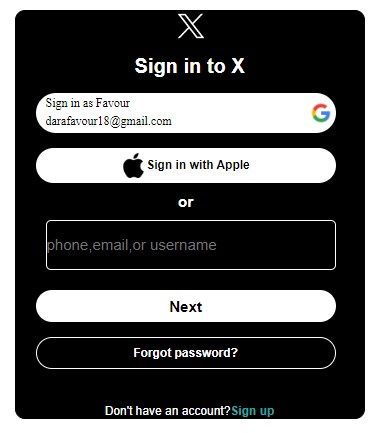 Sign in to X
Sign in as Favour
darafavour18@gmail.com
Sign in with Apple
or
phone,email,or username
Next
Forgot password?
Don't have an account?Sign up